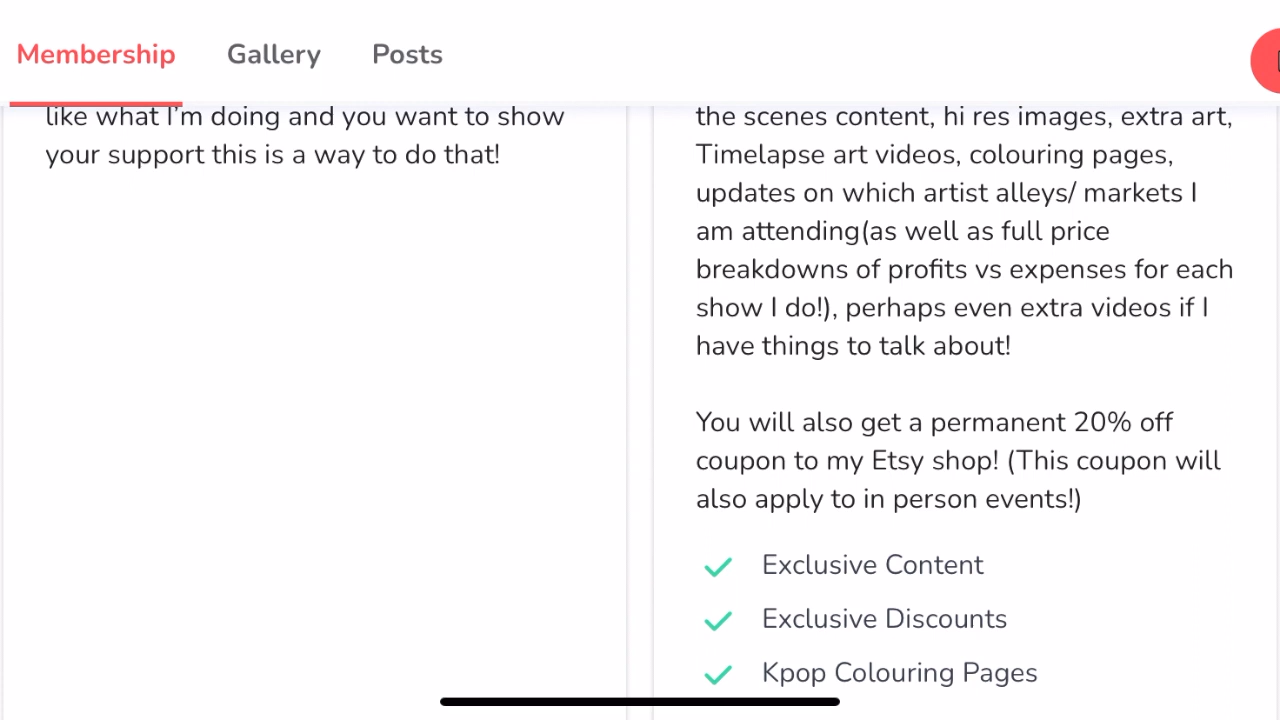 Membership
Gallery
Posts
like what I'm doing and you want to show
your support this is a way to do that!
the scenes content, hi res images, extra art,
Timelapse art videos, colouring pages,
updates on which artist alleys/ markets I
am attending(as well as full price
breakdowns of profits vs expenses for each
show I do!), perhaps even extra videos if I
have things to talk about!
You will also get a permanent 20% off
coupon to my Etsy shop! (This coupon will
also apply to in person events!)
Exclusive Content
Exclusive Discounts
Kpop Colouring Pages